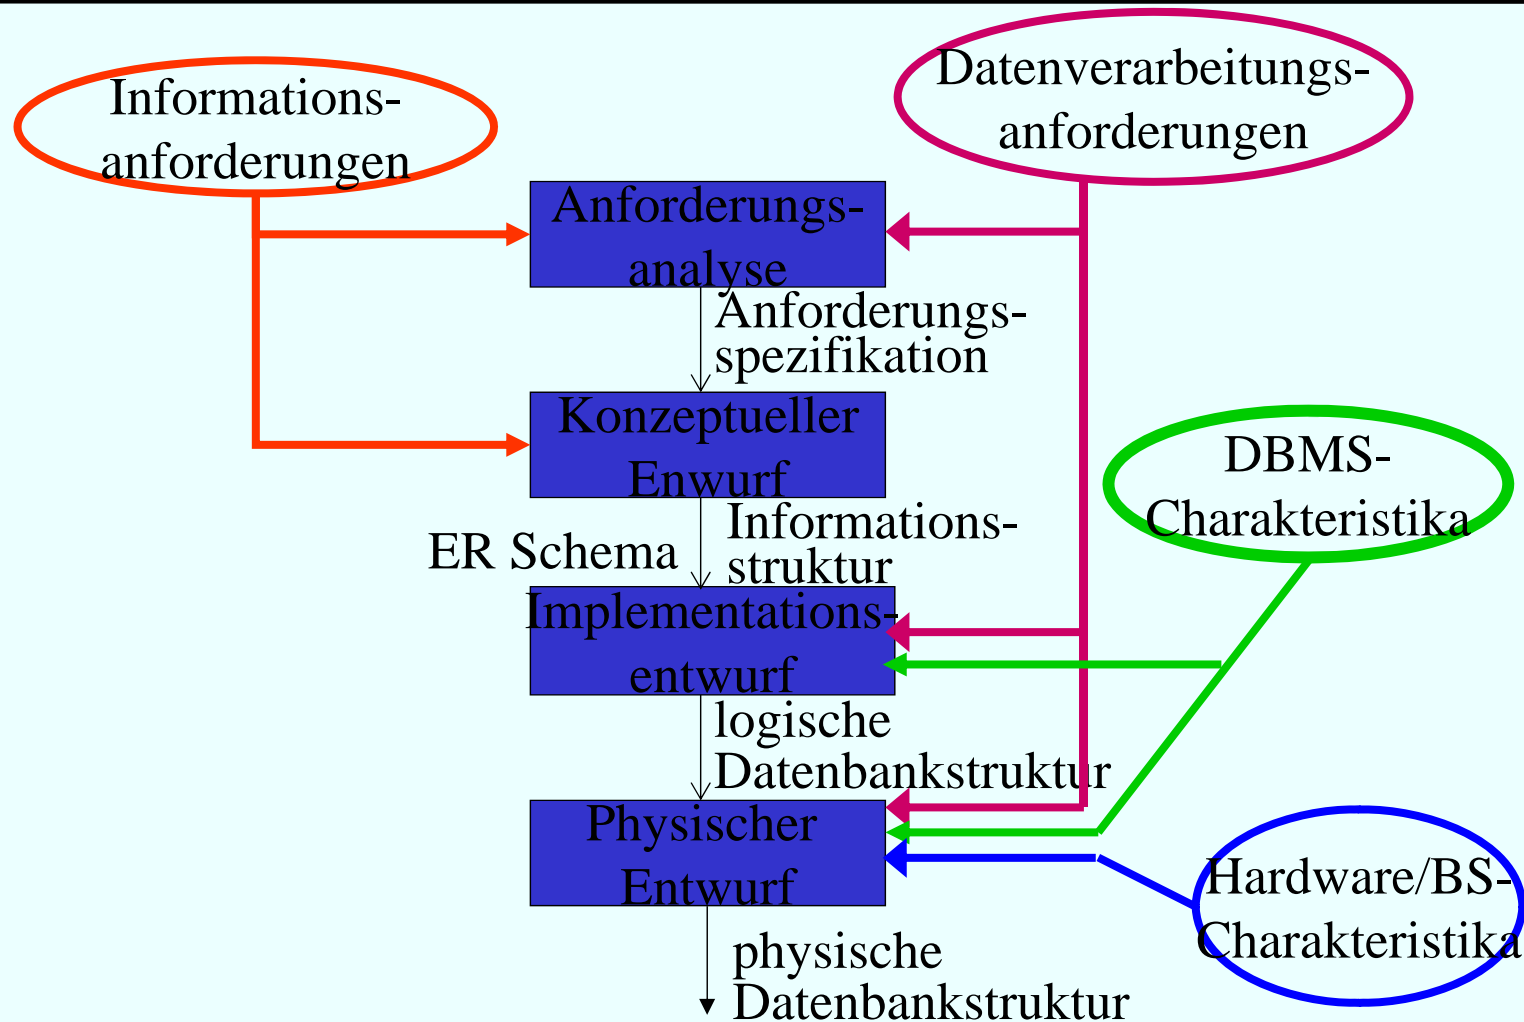 Informations-
anforderungen
Datenverarbeitungs-
anforderungen
Anforderungs-
analyse
Anforderungs-
spezifikation
Konzeptueller
Enwurf
DBMS-
Charakteristika
ER Schema
Informations-
struktur
Implementations-
entwurf
logische
Datenbankstruktur
Physischer
Entwurf
Hardware/BS-
Charakteristika
physische
Datenbankstruktur